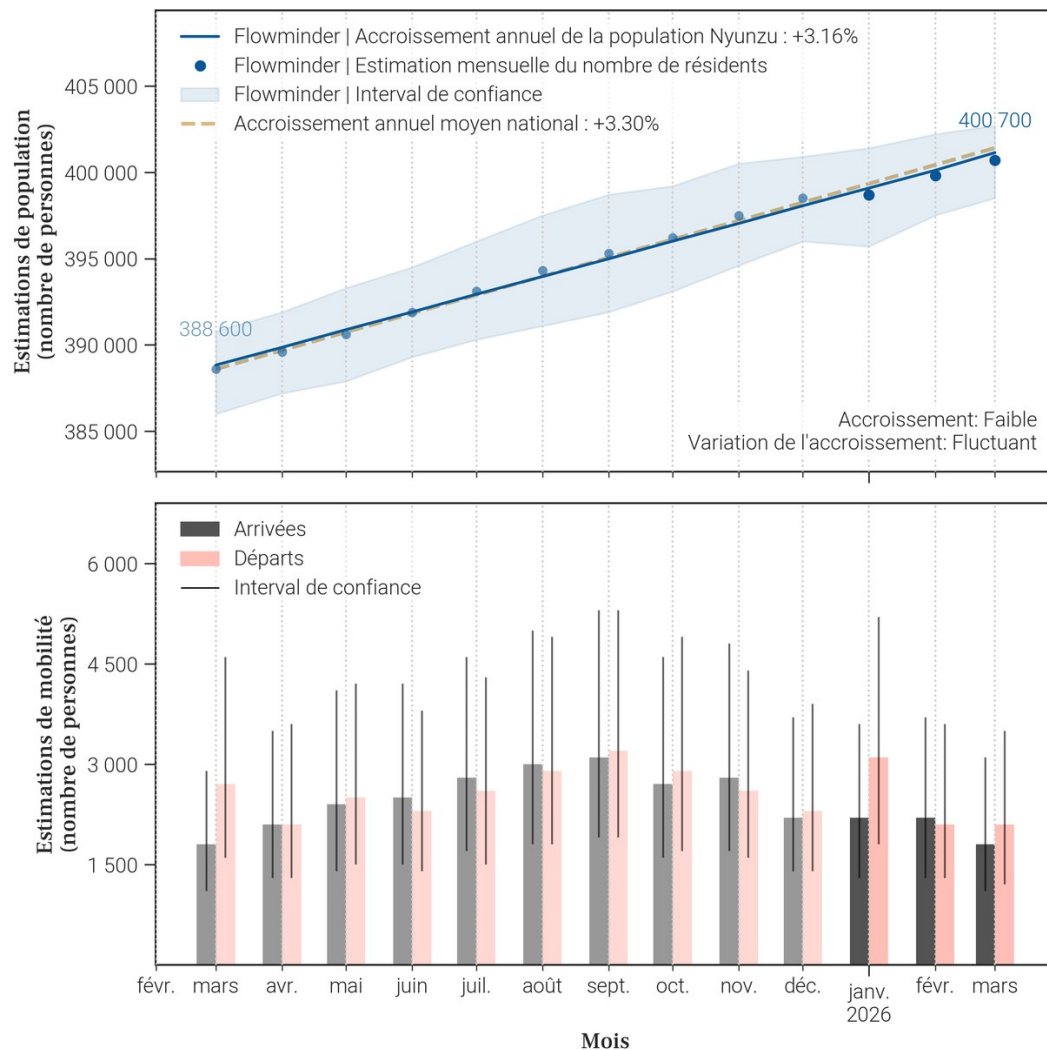 Flowminder | Accroissement annuel de la population Nyunzu : +3.16%
Flowminder | Estimation mensuelle du nombre de résidents
Flowminder | Interval de confiance
Accroissement annuel moyen national : +3.30%
Estimations de population
(nombre de personnes)
405 000
400 000
395 000
390 000
385 000
388 600
400 700
Accroissement: Faible
Variation de l'accroissement: Fluctuant
Arrivées
Départs
Interval de confiance
Estimations de mobilité
(nombre de personnes)
6 000
4 500
3 000
1 500
févr. mars avr. mai juin juil. août sept. oct. nov. déc. janv. févr. mars
2026
Mois